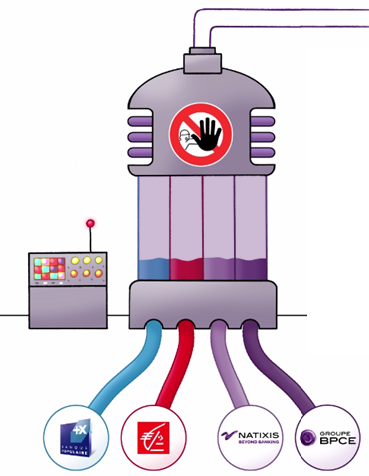 BANQUE
POPULAIRE
NATIXIS
BEYOND BANKING
GROUPE
BPCE